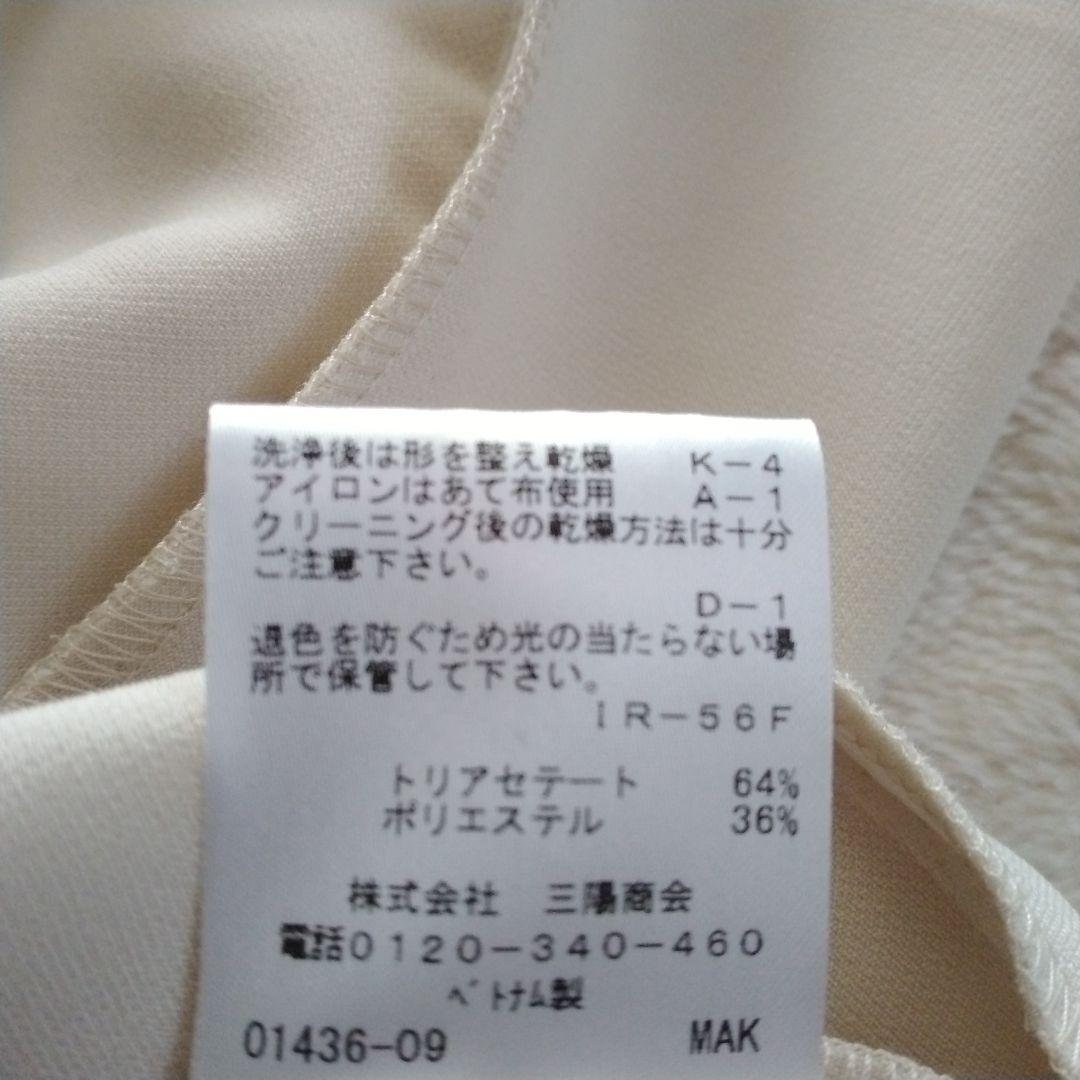 洗浄後は形を整え乾燥 K-4
アイロンはあて布使用 A-1
クリーニング後の乾燥方法は十分
ご注意下さい。
D-1
退色を防ぐため光の当たらない場
所で保管して下さい。
IR-56F
トリアセテート 64%
ポリエステル 36%
株式会社 三陽商会
電話0120-340-460
ﾍﾞﾄﾅﾑ製
01436-09 MAK